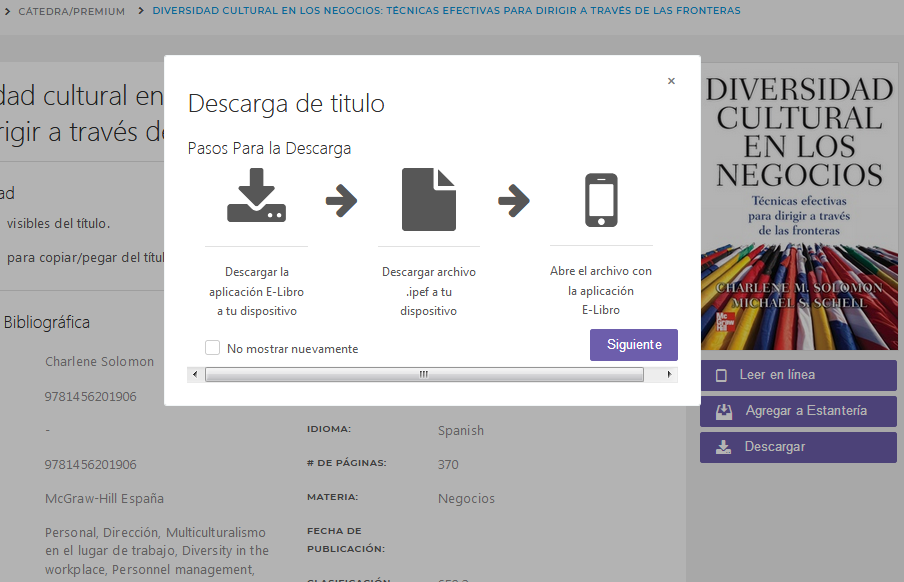 CÁTEDRA/PREMIUM
DIVERSIDAD CULTURAL EN LOS NEGOCIOS: TÉCNICAS EFECTIVAS PARA DIRIGIR A TRAVÉS DE LAS FRONTERAS
dad cultural en
rigir a través de
ad
visibles del título.
para copiar/pegar del títul
Bibliográfica
Charlene Solomon
9781456201906
-
9781456201906
McGraw-Hill España
Personal, Dirección, Multiculturalismo
en el lugar de trabajo, Diversity in the
workplace, Personnel management,
IDIOMA:
Spanish
# DE PÁGINAS:
370
MATERIA:
Negocios
FECHA DE
PUBLICACIÓN:
Descarga de titulo
×
Pasos Para la Descarga
Descargar la
aplicación E-Libro
a tu dispositivo
Descargar archivo
.ipef a tu
dispositivo
Abre el archivo con
la aplicación
E-Libro
No mostrar nuevamente
Siguiente
DIVERSIDAD
CULTURAL
EN LOS
NEGOCIOS
Técnicas efectivas
para dirigir a través
de las fronteras
CHARLENE M. SOLOMON
MICHAEL S. SCHELL
Mc
Graw
Hill
Leer en línea
Agregar a Estantería
Descargar